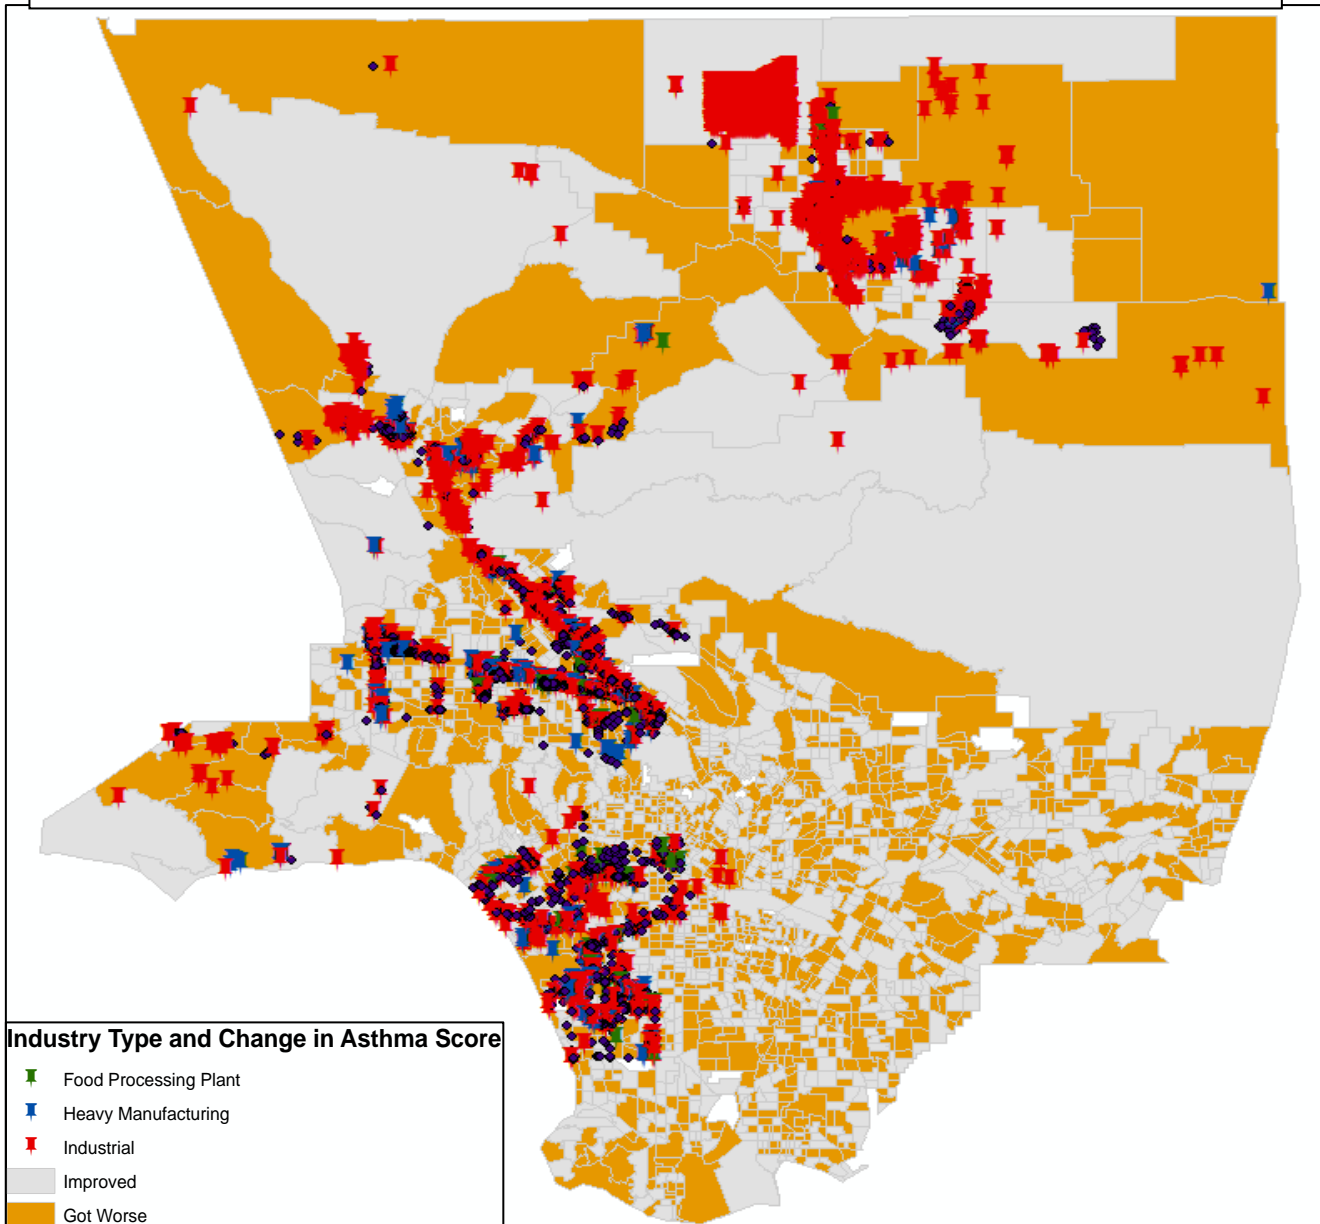 Industry Type and Change in Asthma Score
Food Processing Plant
Heavy Manufacturing
Industrial
Improved
Got Worse